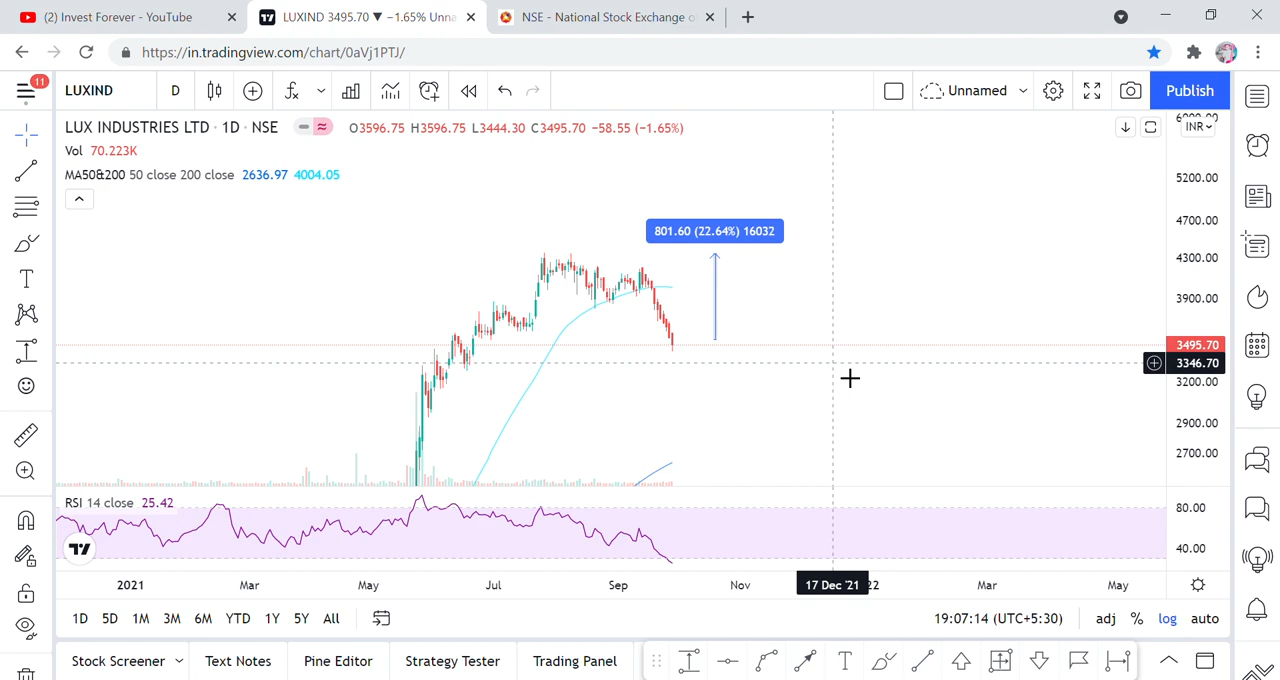 (2) Invest Forever - YouTube
LUXIND 3495.70 ▼ −1.65% Unna
NSE - National Stock Exchange o
https://in.tradingview.com/chart/0aVj1PTJ/
11
LUXIND
D
Unnamed
Publish
LUX INDUSTRIES LTD · 1D · NSE
O3596.75 H3596.75 L3444.30 C3495.70 −58.55 (−1.65%)
INR
Vol 70.223K
MA50&200 50 close 200 close 2636.97 4004.05
6000.00
5200.00
4700.00
4300.00
3900.00
3495.70
3346.70
3200.00
2900.00
2700.00
801.60 (22.64%) 16032
RSI 14 close 25.42
80.00
40.00
2021
Mar
May
Jul
Sep
Nov
17 Dec '21
22
Mar
May
1D 5D 1M 3M 6M YTD 1Y 5Y All
19:07:14 (UTC+5:30)
adj % log auto
Stock Screener
Text Notes
Pine Editor
Strategy Tester
Trading Panel